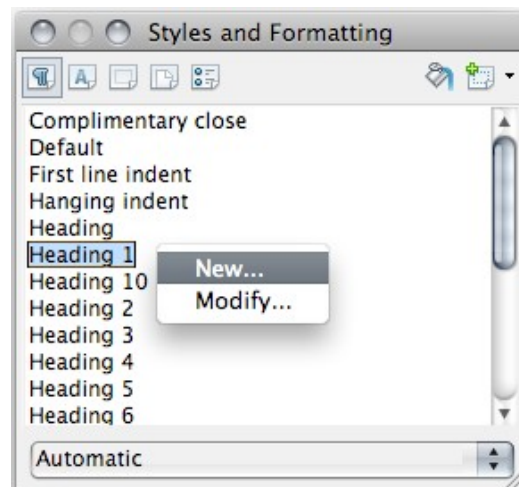 Styles and Formatting
Complimentary close
Default
First line indent
Hanging indent
Heading
Heading 1
New...
Heading 10
Modify...
Heading 2
Heading 3
Heading 4
Heading 5
Heading 6
Automatic